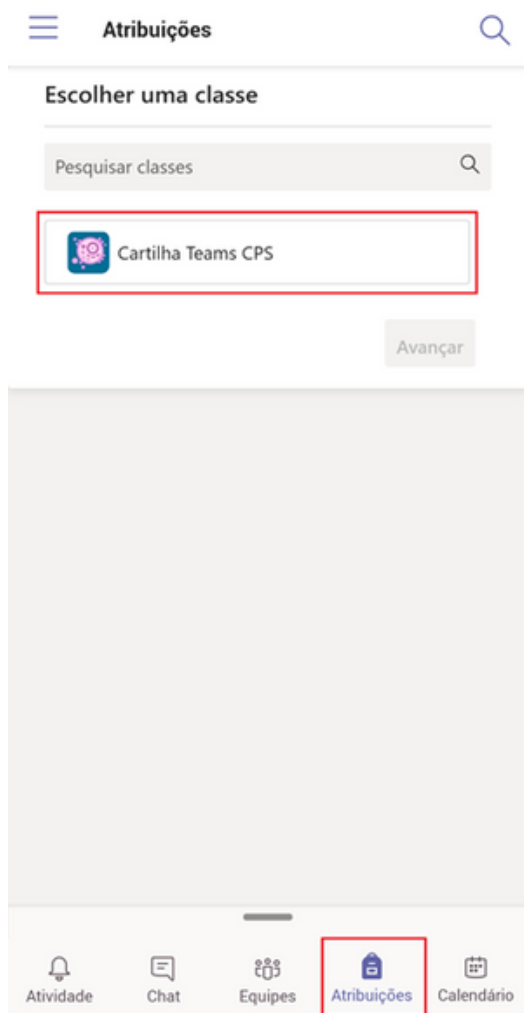 Atribuições
Escolher uma classe
Pesquisar classes
Cartilha Teams CPS
Avançar
Atividade
Chat
Equipes
Atribuições
Calendário